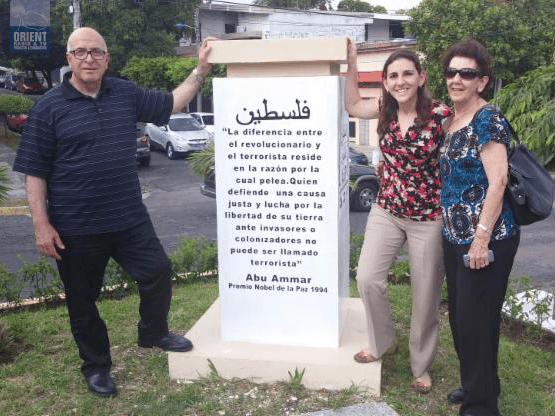 ORIENT
RADIO & TV
فلسطين
“La diferencia entre
el revolucionario y
el terrorista reside
en la razón por la
cual pelea.Quien
defiende una causa
justa y lucha por la
libertad de su tierra
ante invasores o
colonizadores no
puede ser llamado
terrorista”
Abu Ammar
Premio Nobel de la Paz 1994